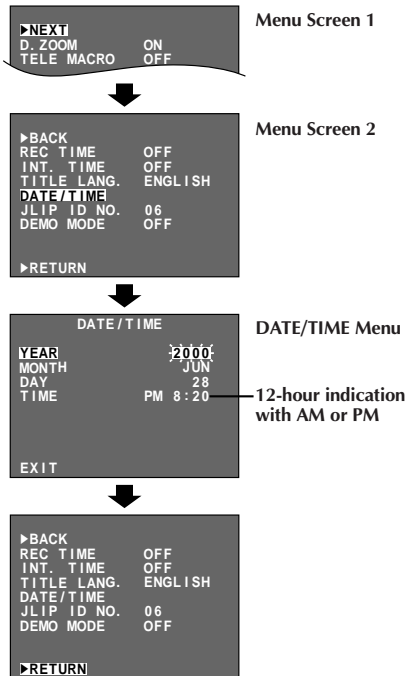 ▶NEXT
D. ZOOM ON
TELE MACRO OFF
Menu Screen 1
▶BACK
REC TIME OFF
INT. TIME OFF
TITLE LANG. ENGLISH
DATE/TIME
JLIP ID NO. 06
DEMO MODE OFF
▶RETURN
Menu Screen 2
DATE/TIME
YEAR 2000
MONTH JUN
DAY 28
TIME PM 8:20
EXIT
DATE/TIME Menu
12-hour indication
with AM or PM
▶BACK
REC TIME OFF
INT. TIME OFF
TITLE LANG. ENGLISH
DATE/TIME
JLIP ID NO. 06
DEMO MODE OFF
▶RETURN